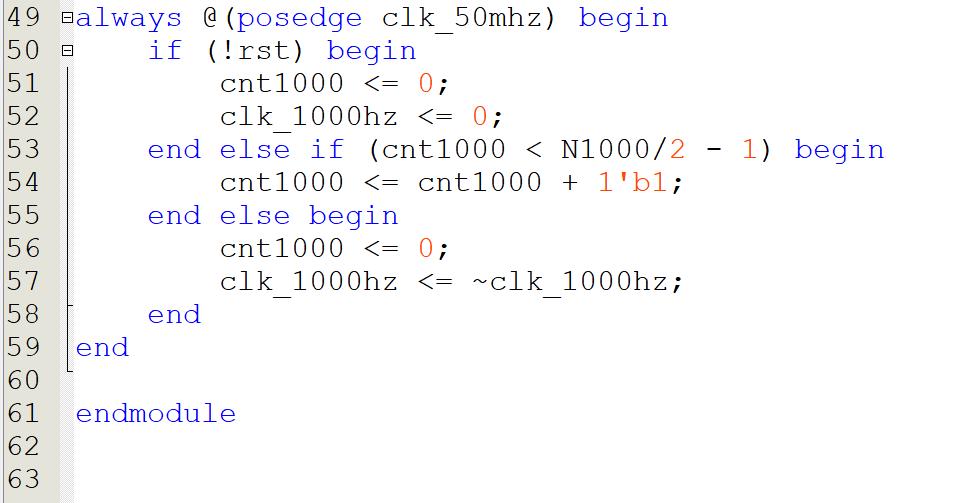 49 always @(posedge clk_50mhz) begin
50 if (!rst) begin
51 cnt1000 <= 0;
52 clk_1000hz <= 0;
53 end else if (cnt1000 < N1000/2 - 1) begin
54 cnt1000 <= cnt1000 + 1'b1;
55 end else begin
56 cnt1000 <= 0;
57 clk_1000hz <= ~clk_1000hz;
58 end
59 end
60
61 endmodule
62
63